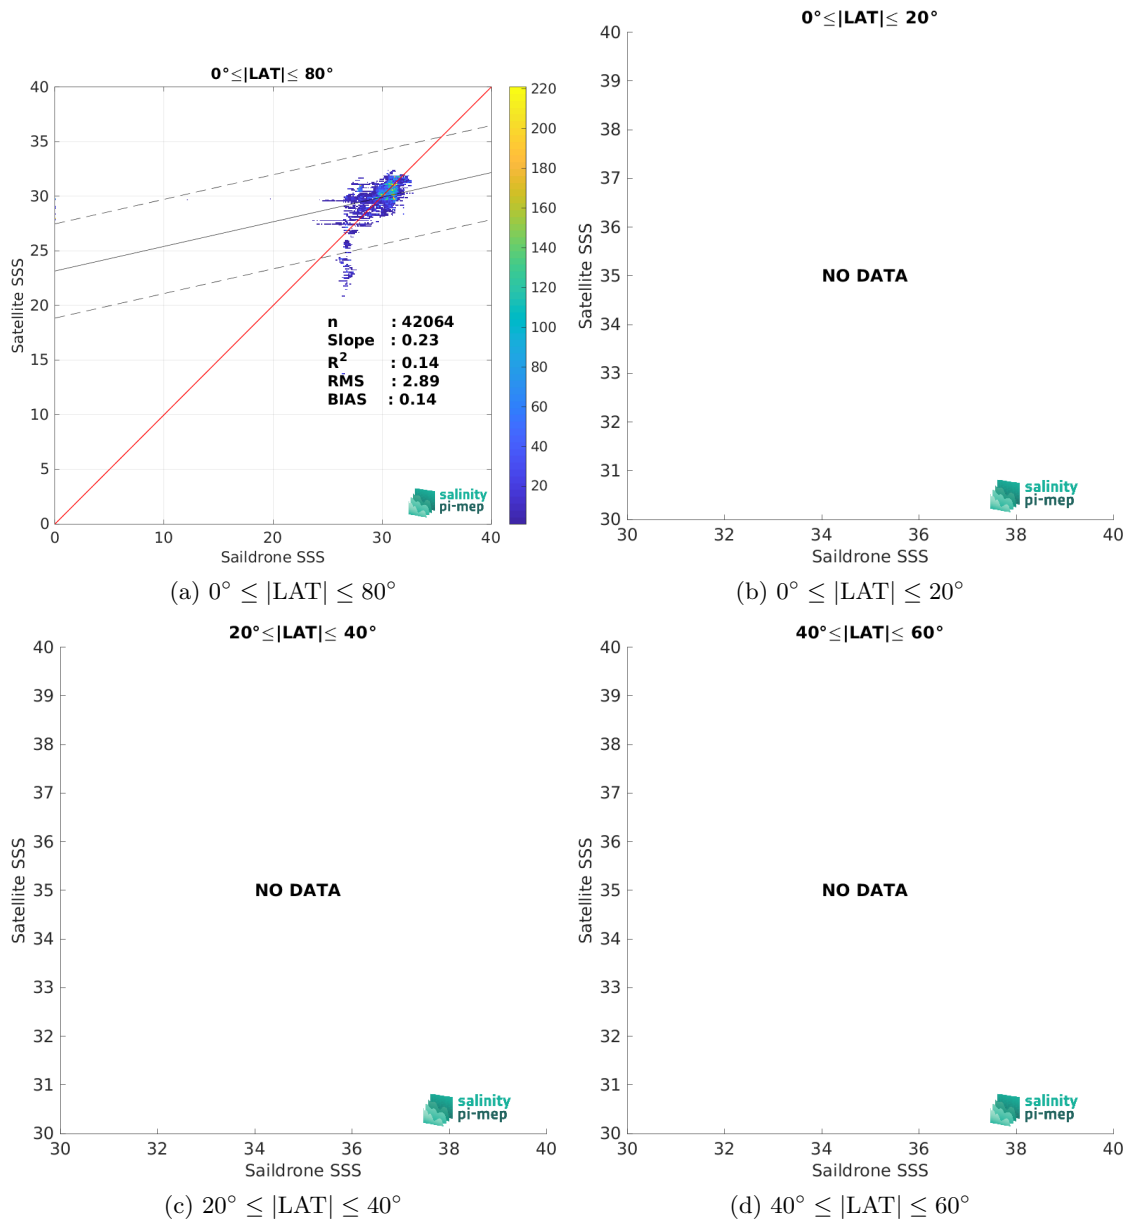 0°≤|LAT|≤ 80°
40
35
30
25
20
15
10
5
0
Satellite SSS
0
10
20
30
40
Saildrone SSS
n : 42064
Slope : 0.23
R² : 0.14
RMS : 2.89
BIAS : 0.14
salinity
pi-mep
220
200
180
160
140
120
100
80
60
40
20
(a) 0° ≤ |LAT| ≤ 80°
0°≤|LAT|≤ 20°
40
39
38
37
36
35
34
33
32
31
30
Satellite SSS
NO DATA
salinity
pi-mep
30
32
34
36
38
40
Saildrone SSS
(b) 0° ≤ |LAT| ≤ 20°
20°≤|LAT|≤ 40°
40
39
38
37
36
35
34
33
32
31
30
Satellite SSS
NO DATA
salinity
pi-mep
30
32
34
36
38
40
Saildrone SSS
(c) 20° ≤ |LAT| ≤ 40°
40°≤|LAT|≤ 60°
40
39
38
37
36
35
34
33
32
31
30
Satellite SSS
NO DATA
salinity
pi-mep
30
32
34
36
38
40
Saildrone SSS
(d) 40° ≤ |LAT| ≤ 60°